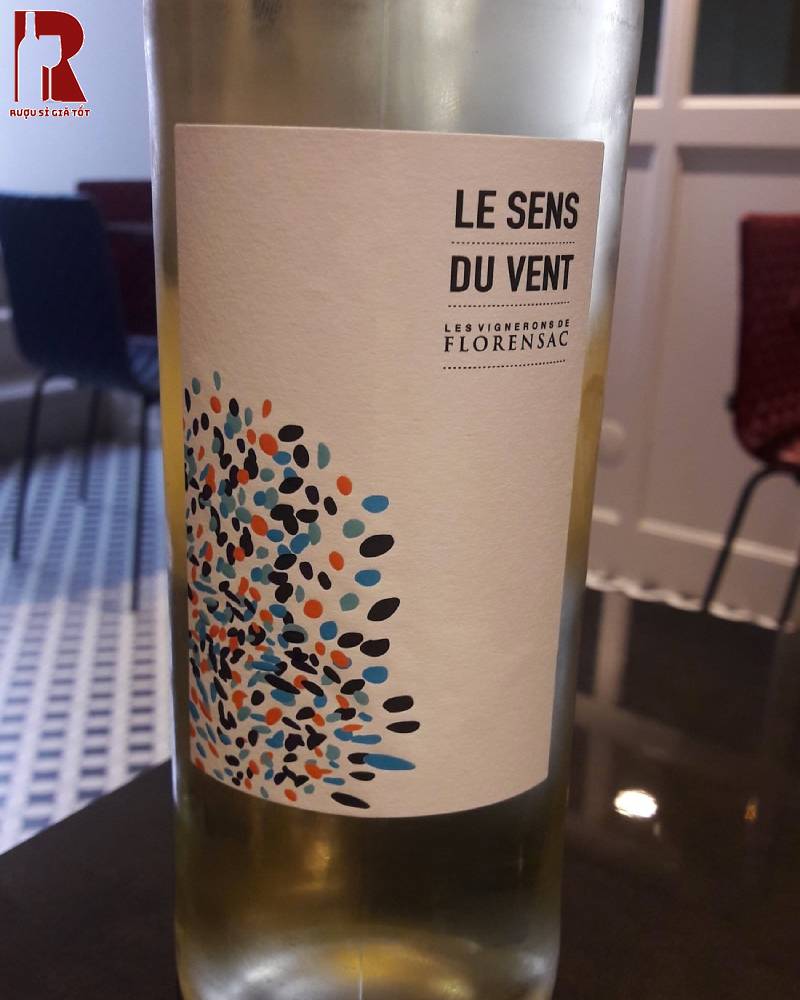 RƯỢU SỈ GIÁ TỐT
LE SENS
DU VENT
LES VIGNERONS DE
FLORENSAC